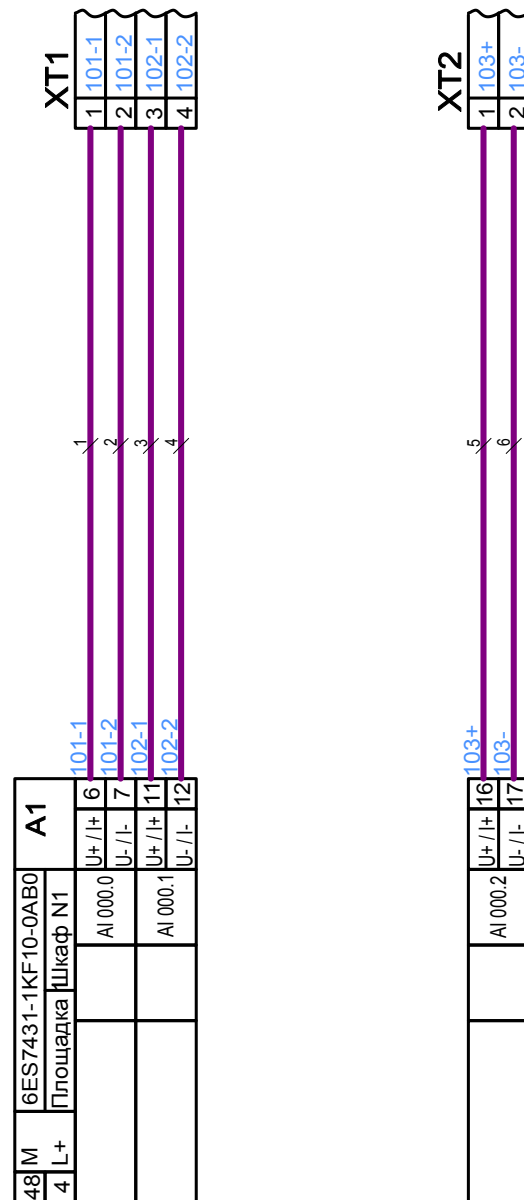 XT1
1 101-1
2 101-2
3 102-1
4 102-2
XT2
1 103+
2 103-
1
2
3
4
5
6
101-1
101-2
102-1
102-2
103+
103-
A1
6ES7431-1KF10-0AB0
Площадка Шкаф N1
48 M
4 L+
U+ / I+ 6
U- / I- 7
U+ / I+ 11
U- / I- 12
AI 000.0
AI 000.1
U+ / I+ 16
U- / I- 17
AI 000.2